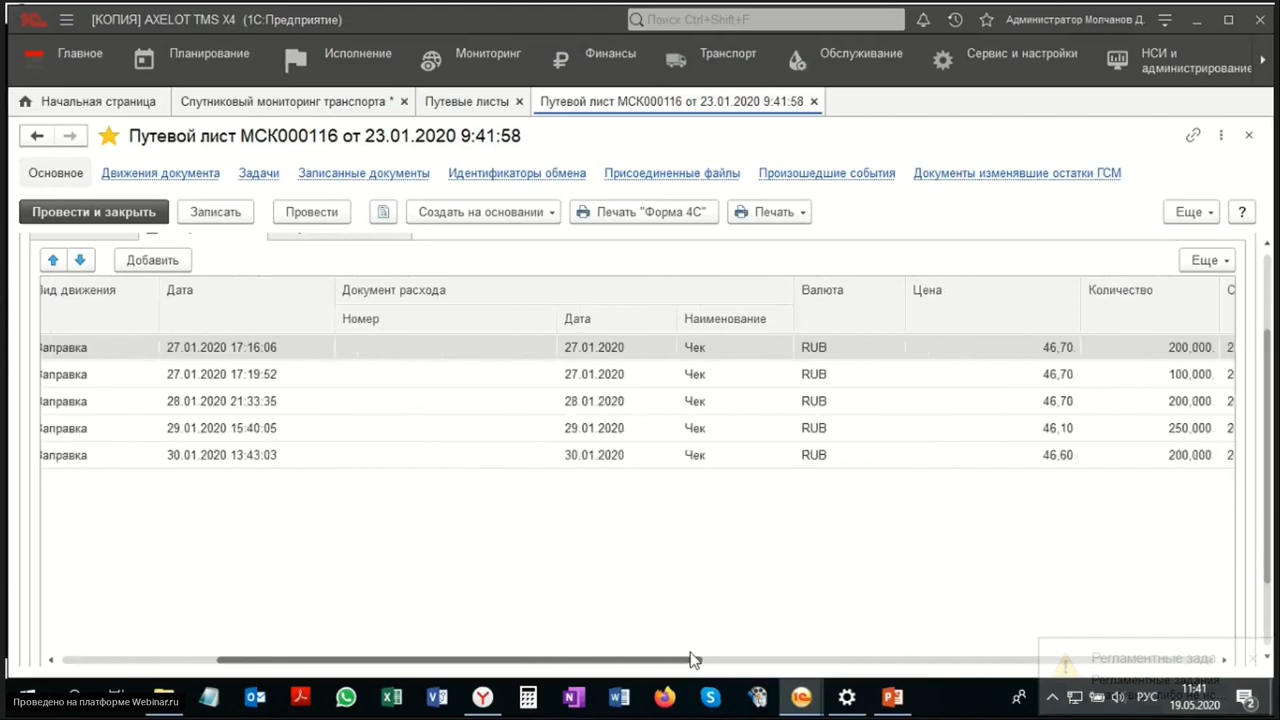 [КОПИЯ] AXELOT TMS X4 (1С:Предприятие)
Поиск Ctrl+Shift+F
Администратор Молчанов Д.
Главное
Планирование
Исполнение
Мониторинг
Финансы
Транспорт
Обслуживание
Сервис и настройки
НСИ и
администрирование
Начальная страница
Спутниковый мониторинг транспорта * ×
Путевые листы ×
Путевой лист МСК000116 от 23.01.2020 9:41:58 ×
Путевой лист МСК000116 от 23.01.2020 9:41:58
Основное Движения документа Задачи Записанные документы Идентификаторы обмена Присоединенные файлы Произошедшие события Документы изменявшие остатки ГСМ
Провести и закрыть Записать Провести Создать на основании Печать "Форма 4С" Печать Еще ?
Добавить Еще
движения Дата Документ расхода Валюта Цена Количество
Номер Дата Наименование
27.01.2020 17:16:06 27.01.2020 Чек RUB 46,70 200,000
27.01.2020 17:19:52 27.01.2020 Чек RUB 46,70 100,000
28.01.2020 21:33:35 28.01.2020 Чек RUB 46,70 200,000
29.01.2020 15:40:05 29.01.2020 Чек RUB 46,10 250,000
30.01.2020 13:43:03 30.01.2020 Чек RUB 46,60 200,000
Регламентные зада
Регламентные задания
Проведено на платформе Webinar.ru
РУС
11:41
19.05.2020
2